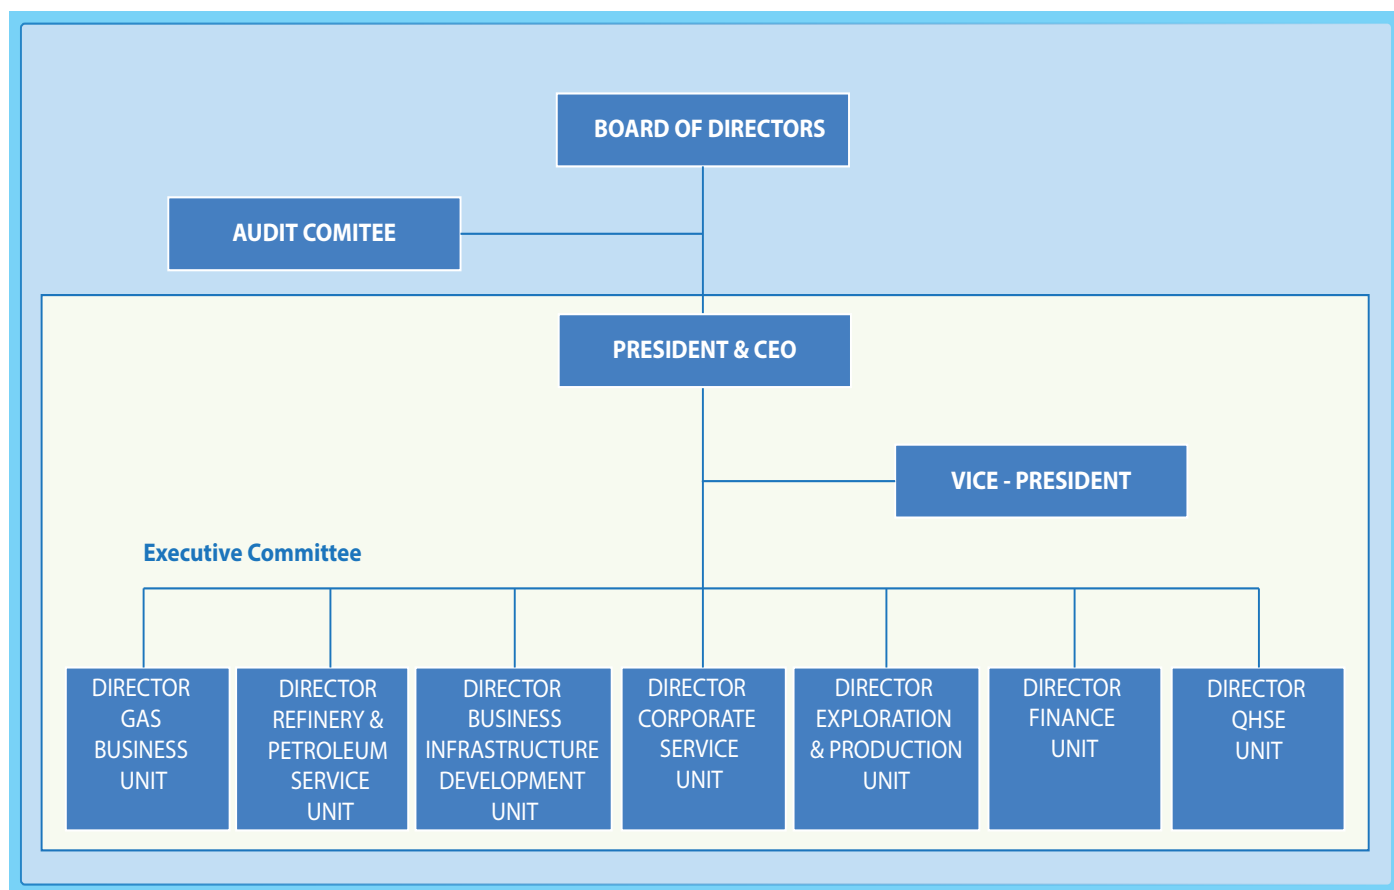 BOARD OF DIRECTORS
AUDIT COMITEE
PRESIDENT & CEO
VICE - PRESIDENT
Executive Committee
DIRECTOR
GAS
BUSINESS
UNIT
DIRECTOR
REFINERY &
PETROLEUM
SERVICE
UNIT
DIRECTOR
BUSINESS
INFRASTRUCTURE
DEVELOPMENT
UNIT
DIRECTOR
CORPORATE
SERVICE
UNIT
DIRECTOR
EXPLORATION
& PRODUCTION
UNIT
DIRECTOR
FINANCE
UNIT
DIRECTOR
QHSE
UNIT